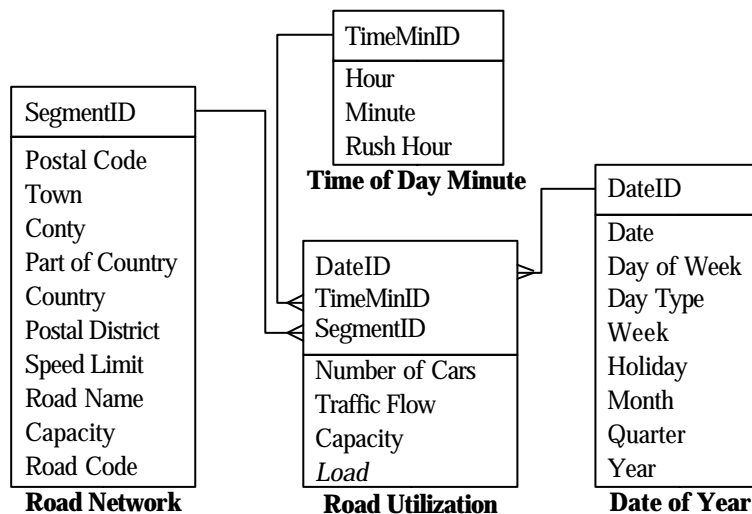 TimeMinID
Hour
Minute
Rush Hour
Time of Day Minute
SegmentID
Postal Code
Town
Conty
Part of Country
Country
Postal District
Speed Limit
Road Name
Capacity
Road Code
Road Network
DateID
TimeMinID
SegmentID
Number of Cars
Traffic Flow
Capacity
Load
Road Utilization
DateID
Date
Day of Week
Day Type
Week
Holiday
Month
Quarter
Year
Date of Year